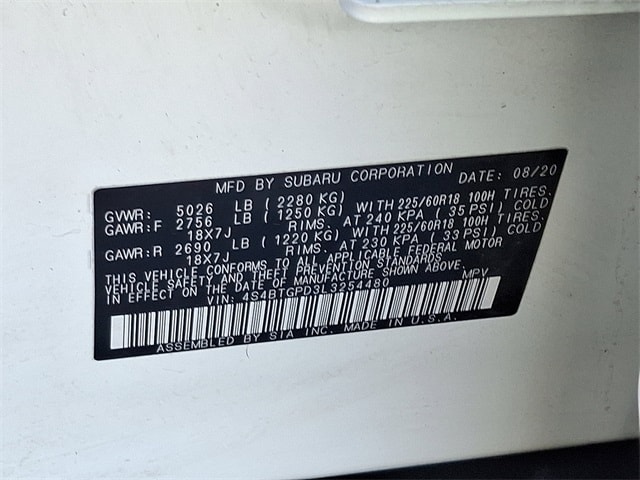 MFD BY SUBARU CORPORATION DATE: 08/20
GVWR: 5026 LB ( 2280 KG)
GAWR:F 2756 LB ( 1250 KG) WITH 225/60R18 100H TIRES.
18X7J RIMS. AT 240 KPA ( 35 PSI) COLD
GAWR:R 2690 LB ( 1220 KG) WITH 225/60R18 100H TIRES.
18X7J RIMS. AT 230 KPA ( 33 PSI) COLD
THIS VEHICLE CONFORMS TO ALL APPLICABLE FEDERAL MOTOR
VEHICLE SAFETY AND THEFT PREVENTION STANDARDS
IN EFFECT ON THE DATE OF MANUFACTURE SHOWN ABOVE.
VIN: 4S4BTGPD3L3254480 MPV
ASSEMBLED BY SIA INC. MADE IN U.S.A.